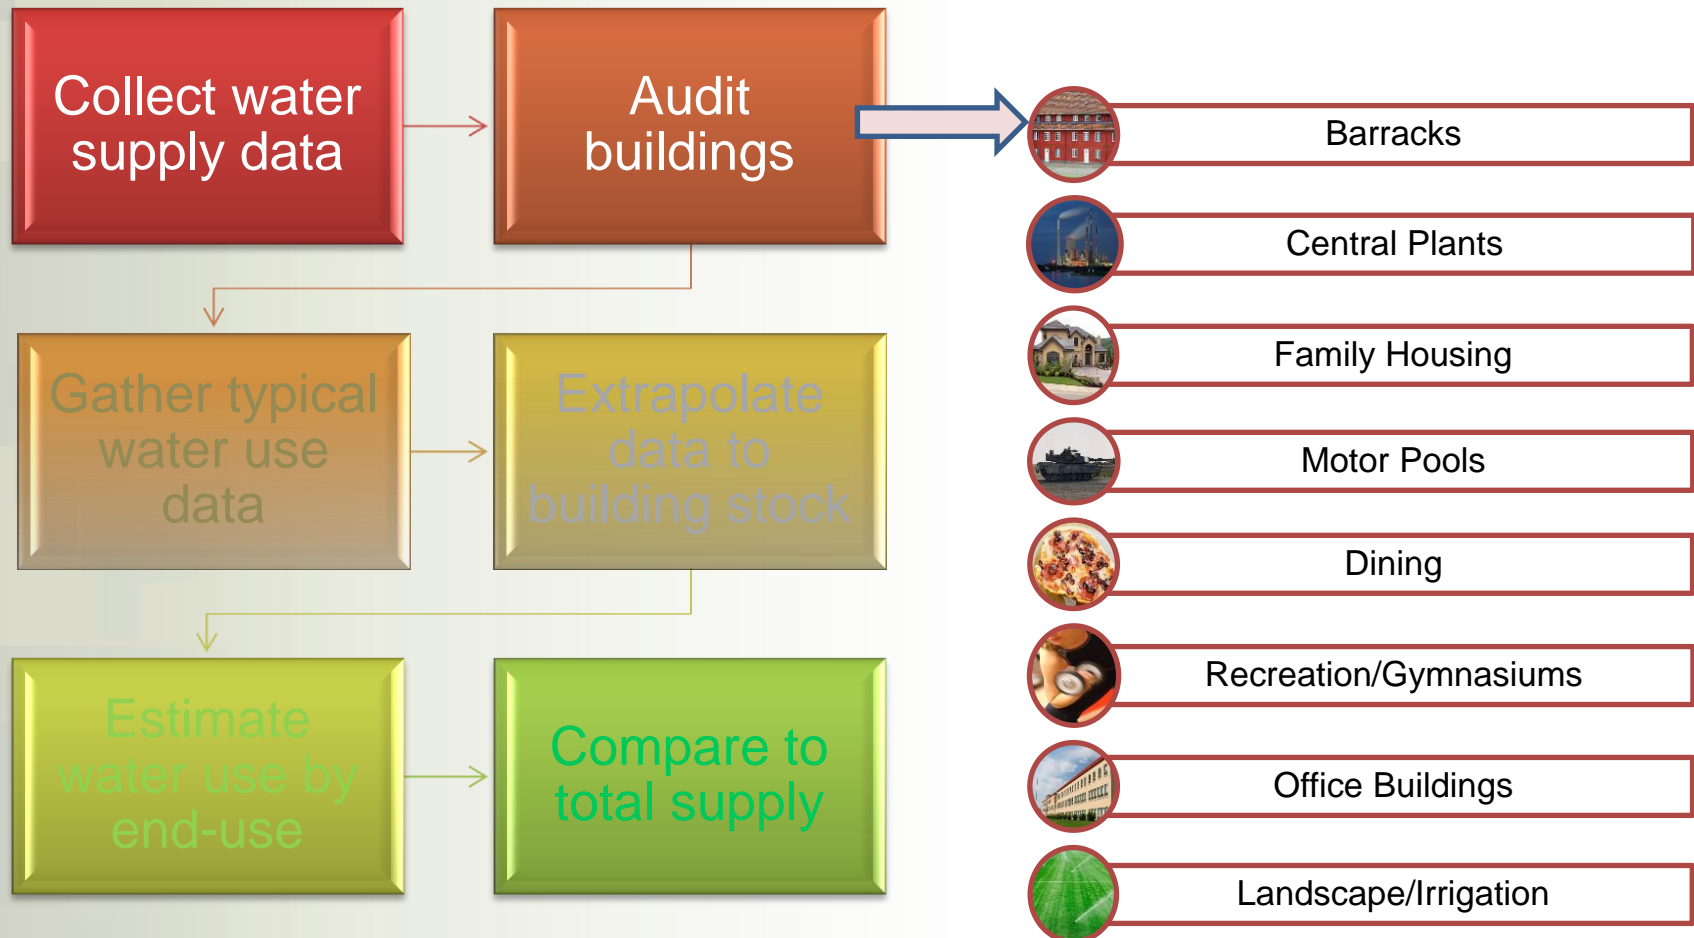 Collect water
supply data
Audit
buildings
Gather typical
water use
data
Extrapolate
data to
building stock
Estimate
water use by
end-use
Compare to
total supply
Barracks
Central Plants
Family Housing
Motor Pools
Dining
Recreation/Gymnasiums
Office Buildings
Landscape/Irrigation